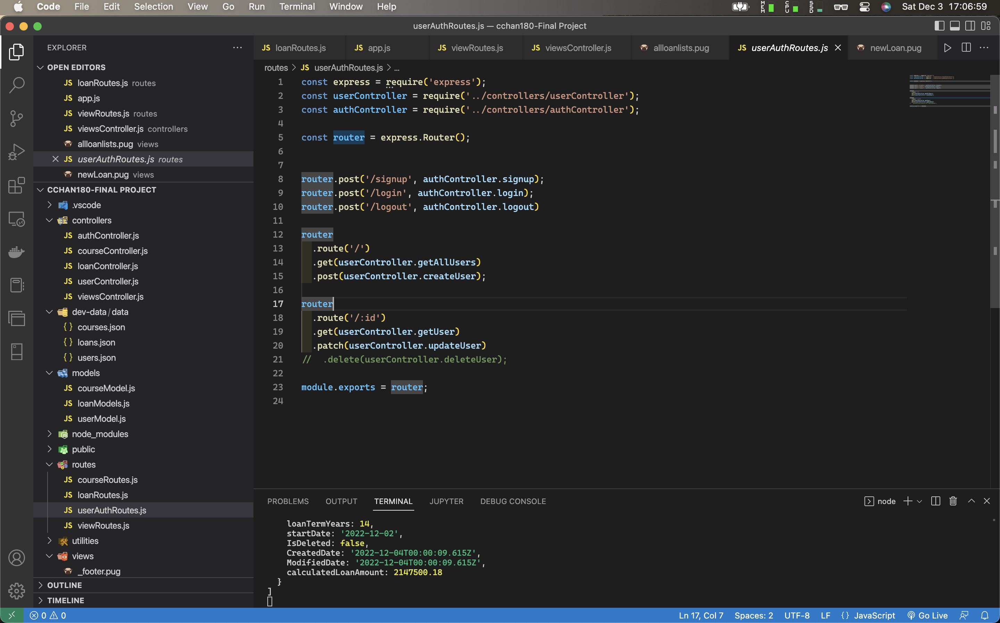 Code File Edit Selection View Go Run Terminal Window Help MEM CPU SSD Sat Dec 3 17:06:59
userAuthRoutes.js — cchan180-Final Project
EXPLORER
OPEN EDITORS
JS loanRoutes.js routes
JS app.js
JS viewRoutes.js routes
JS viewsController.js controllers
allloanlists.pug views
JS userAuthRoutes.js routes
newLoan.pug views
CCHAN180-FINAL PROJECT
.vscode
controllers
JS authController.js
JS courseController.js
JS loanController.js
JS userController.js
JS viewsController.js
dev-data/data
{} courses.json
{} loans.json
{} users.json
models
JS courseModel.js
JS loanModels.js
JS userModel.js
node_modules
public
routes
JS courseRoutes.js
JS loanRoutes.js
JS userAuthRoutes.js
JS viewRoutes.js
utilities
views
_footer.pug
OUTLINE
TIMELINE
JS loanRoutes.js JS app.js JS viewRoutes.js JS viewsController.js allloanlists.pug JS userAuthRoutes.js newLoan.pug
routes > JS userAuthRoutes.js > ...
1 const express = require('express');
2 const userController = require('../controllers/userController');
3 const authController = require('../controllers/authController');
4
5 const router = express.Router();
6
7
8 router.post('/signup', authController.signup);
9 router.post('/login', authController.login);
10 router.post('/logout', authController.logout)
11
12 router
13 .route('/')
14 .get(userController.getAllUsers)
15 .post(userController.createUser);
16
17 router
18 .route('/:id')
19 .get(userController.getUser)
20 .patch(userController.updateUser)
21 // .delete(userController.deleteUser);
22
23 module.exports = router;
24
PROBLEMS OUTPUT TERMINAL JUPYTER DEBUG CONSOLE node
loanTermYears: 14,
startDate: '2022-12-02',
IsDeleted: false,
CreatedDate: '2022-12-04T00:00:09.615Z',
ModifiedDate: '2022-12-04T00:00:09.615Z',
calculatedLoanAmount: 2147500.18
}
]
0 0 Ln 17, Col 7 Spaces: 2 UTF-8 LF {} JavaScript Go Live